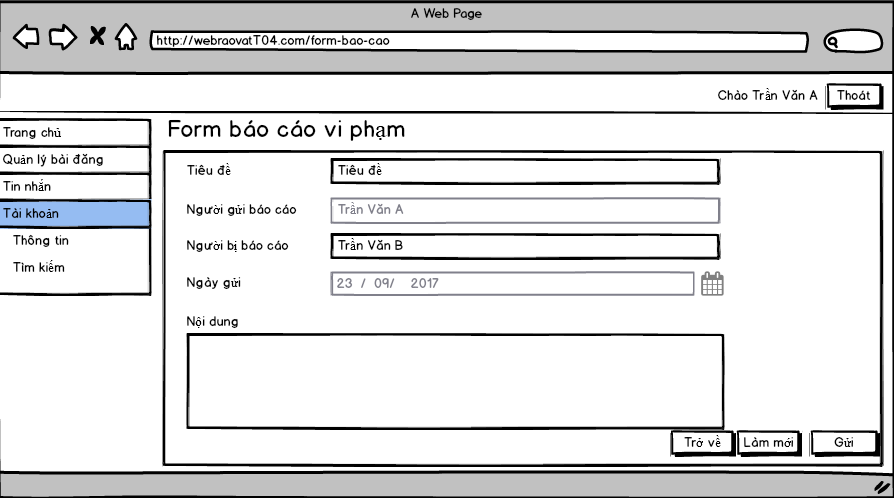 A Web Page
http://webraovatT04.com/form-bao-cao
Chào Trần Văn A
Thoát
Trang chủ
Quản lý bài đăng
Tin nhắn
Tài khoản
Thông tin
Tìm kiếm
Form báo cáo vi phạm
Tiêu đề
Tiêu đề
Người gửi báo cáo
Trần Văn A
Người bị báo cáo
Trần Văn B
Ngày gửi
23 / 09/ 2017
Nội dung
Trở về
Làm mới
Gửi